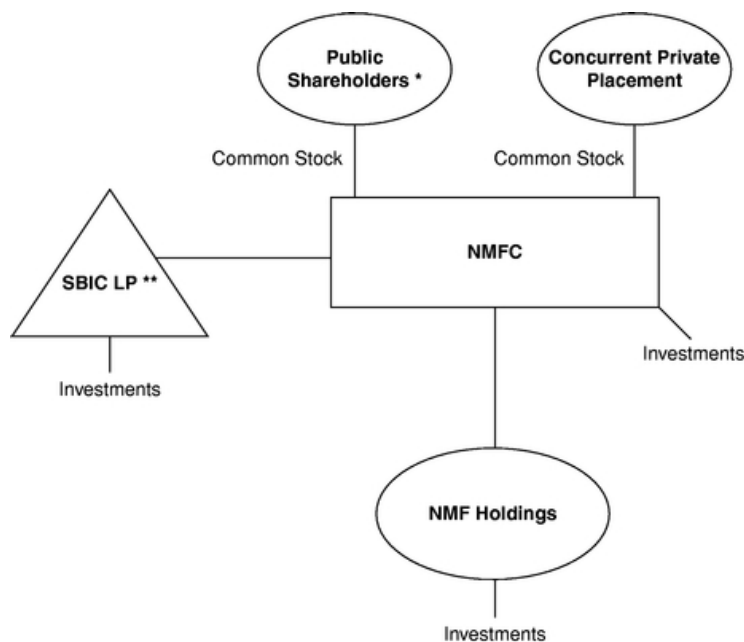 Public
Shareholders *
Concurrent Private
Placement
Common Stock
Common Stock
NMFC
SBIC LP **
Investments
Investments
NMF Holdings
Investments